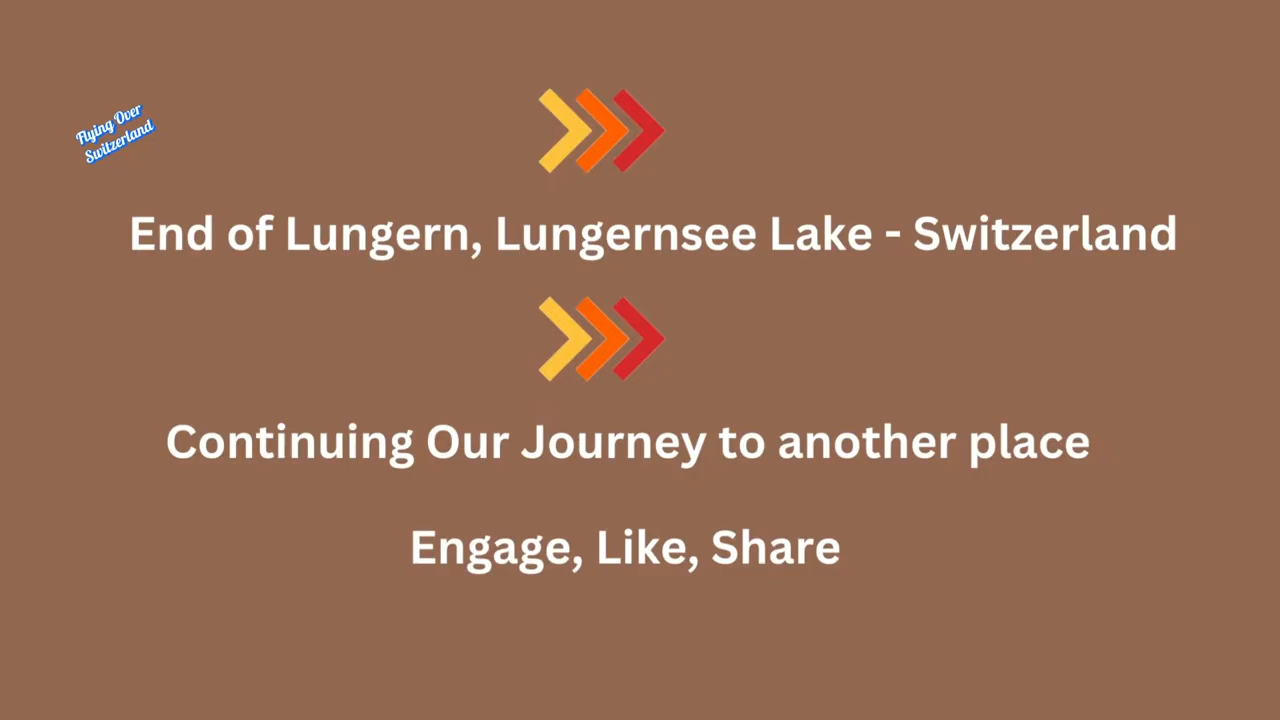 Flying Over
Switzerland
End of Lungern, Lungernsee Lake - Switzerland
Continuing Our Journey to another place
Engage, Like, Share